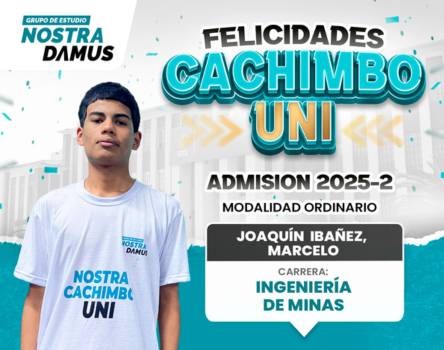 GRUPO DE ESTUDIO
NOSTRA
DAMUS
FELICIDADES
CACHIMBO
UNI
ADMISION 2025-2
MODALIDAD ORDINARIO
JOAQUÍN IBAÑEZ,
MARCELO
CARRERA:
INGENIERÍA
DE MINAS
NOSTRA
DAMUS
NOSTRA
CACHIMBO
UNI